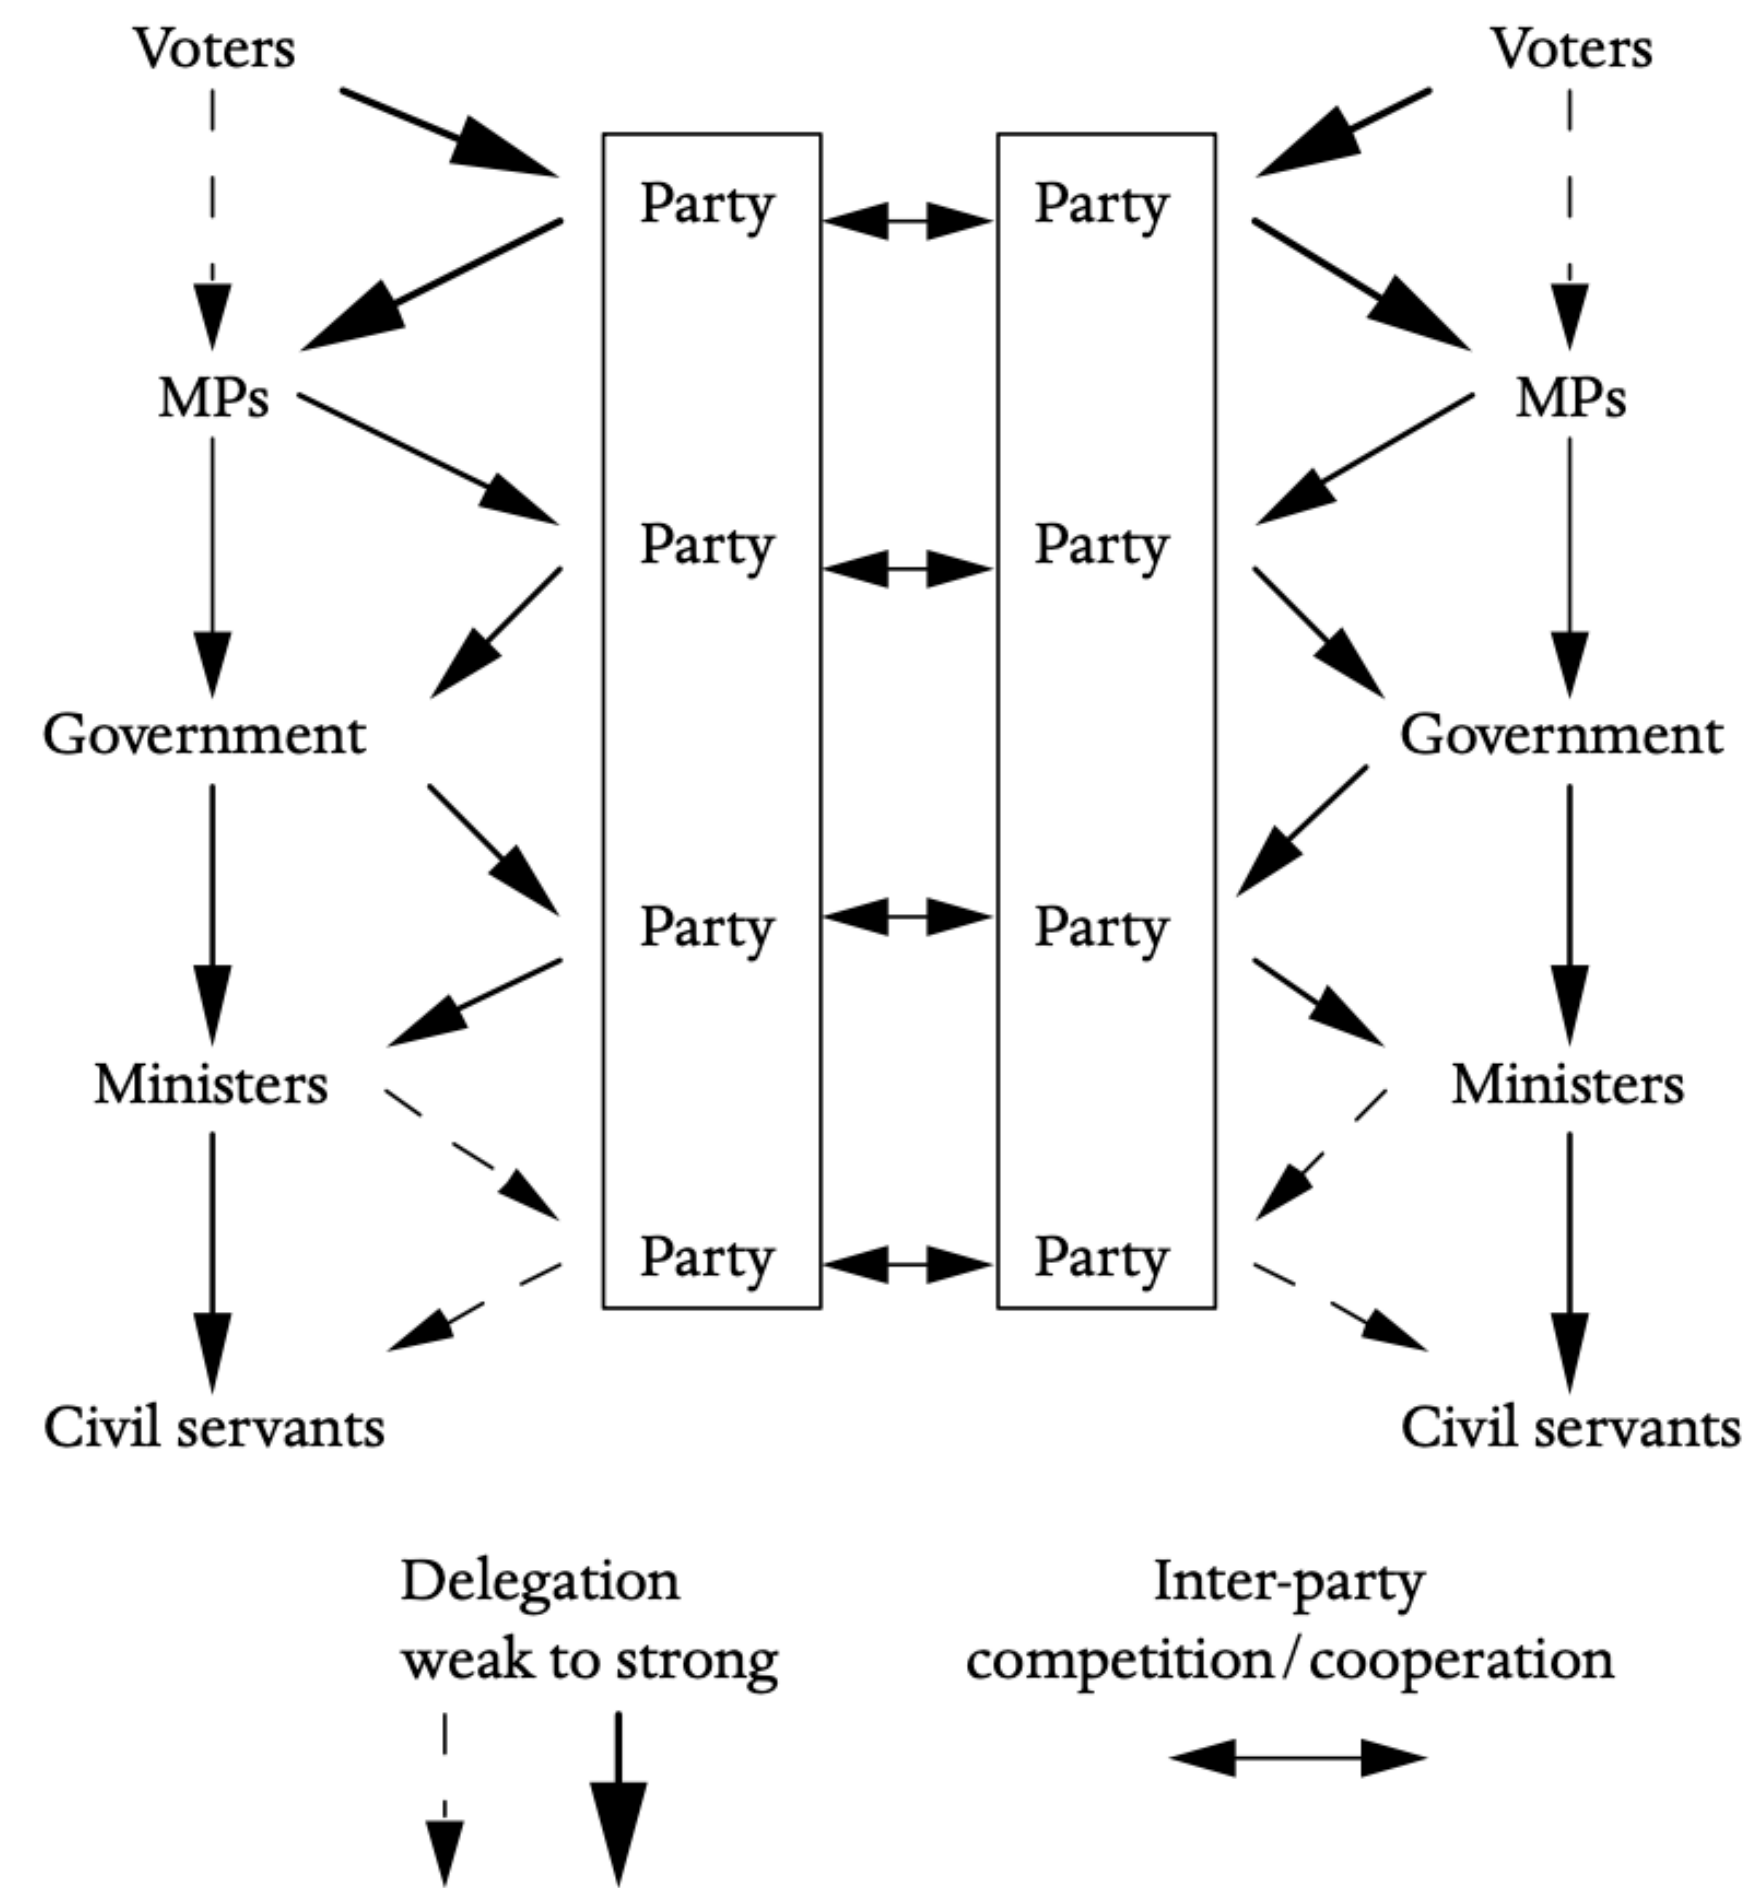 Voters
Voters
Party
Party
MPs
MPs
Party
Party
Government
Government
Party
Party
Ministers
Ministers
Party
Party
Civil servants
Civil servants
Delegation
weak to strong
Inter-party
competition/cooperation